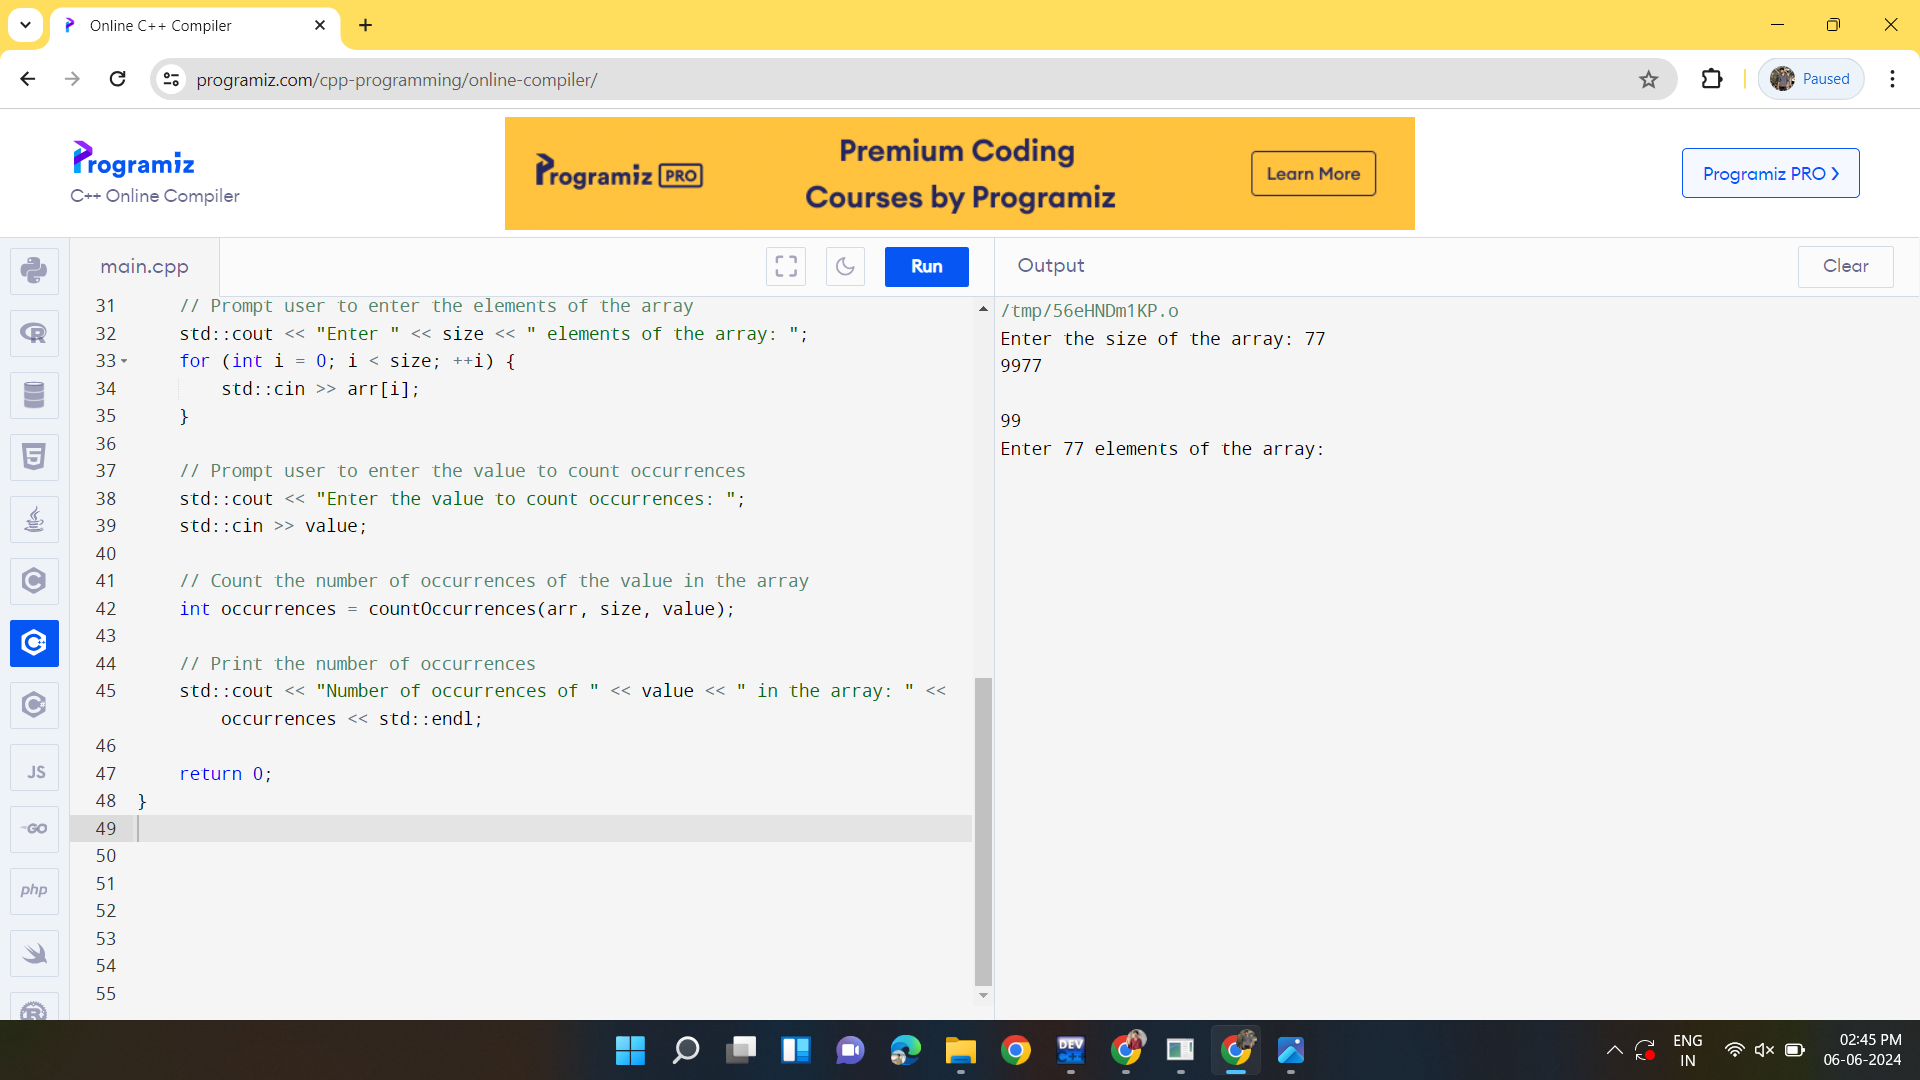 Online C++ Compiler
programiz.com/cpp-programming/online-compiler/
Paused
Programiz
C++ Online Compiler
Programiz PRO
Premium Coding
Courses by Programiz
Learn More
Programiz PRO
main.cpp
Run
Output
Clear
31 // Prompt user to enter the elements of the array
32 std::cout << "Enter " << size << " elements of the array: ";
33 for (int i = 0; i < size; ++i) {
34 std::cin >> arr[i];
35 }
36
37 // Prompt user to enter the value to count occurrences
38 std::cout << "Enter the value to count occurrences: ";
39 std::cin >> value;
40
41 // Count the number of occurrences of the value in the array
42 int occurrences = countOccurrences(arr, size, value);
43
44 // Print the number of occurrences
45 std::cout << "Number of occurrences of " << value << " in the array: " <<
occurrences << std::endl;
46
47 return 0;
48 }
49
50
51
52
53
54
55
/tmp/56eHNDm1KP.o
Enter the size of the array: 77
9977
99
Enter 77 elements of the array:
JS
GO
php
DEV
C++
ENG
IN
02:45 PM
06-06-2024